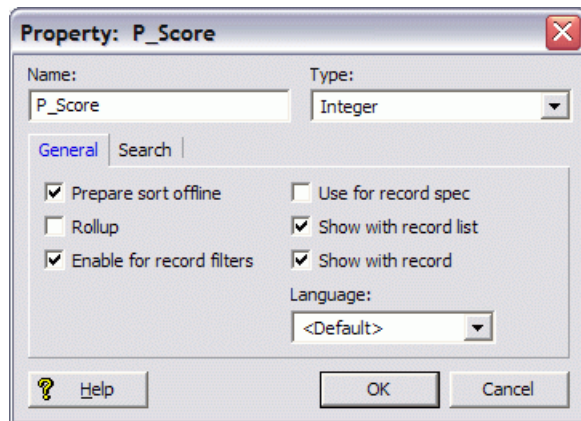 Property: P_Score
Name:
Type:
P_Score
Integer
General
Search
Prepare sort offline
Use for record spec
Rollup
Show with record list
Enable for record filters
Show with record
Language:
<Default>
Help
OK
Cancel